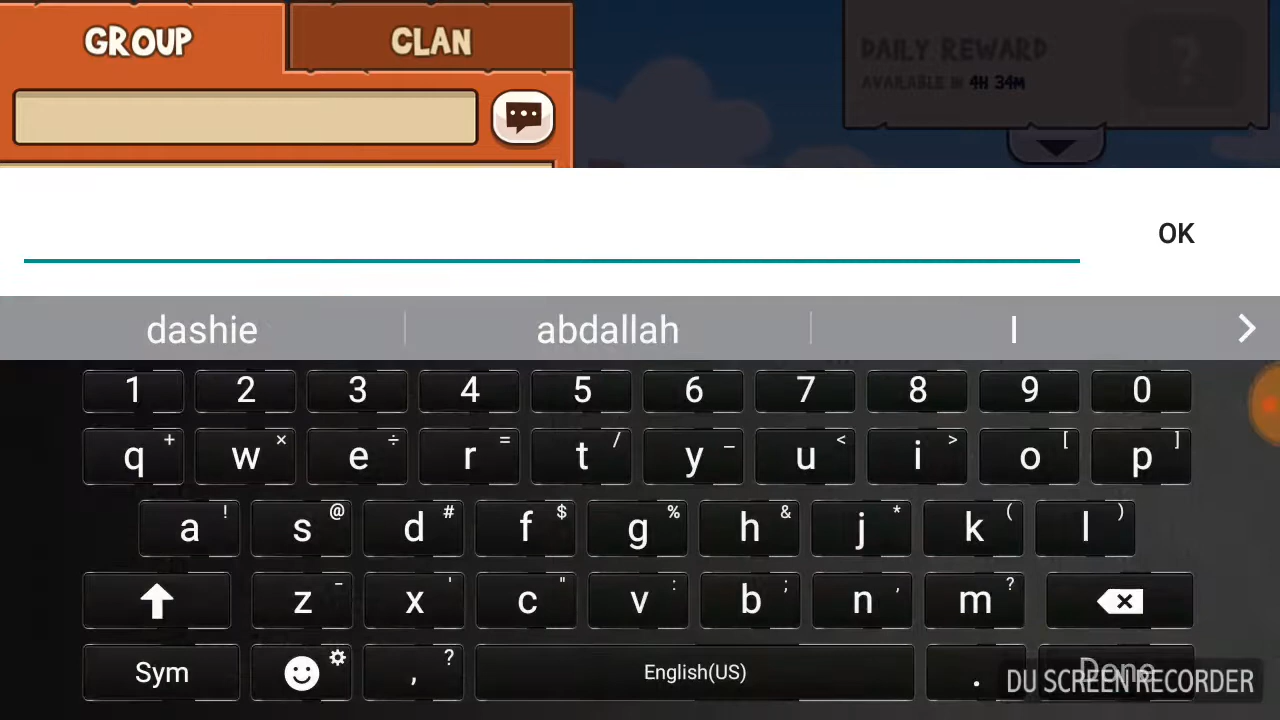 GROUP CLAN
DAILY REWARD
AVAILABLE IN 4H 34M
OK
dashie abdallah I
1 2 3 4 5 6 7 8 9 0
q + w × e ÷ r = t / y _ u < i > o [ p ]
a ! s @ d # f $ g % h & j * k ( l )
z - x ' c " v : b ; n , m ?
Sym , ? English(US) . Done
DU SCREEN RECORDER